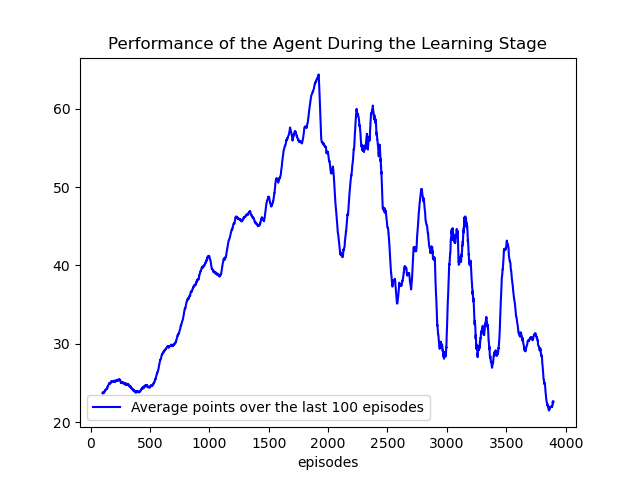 Performance of the Agent During the Learning Stage
60
50
40
30
20
Average points over the last 100 episodes
0 500 1000 1500 2000 2500 3000 3500 4000
episodes